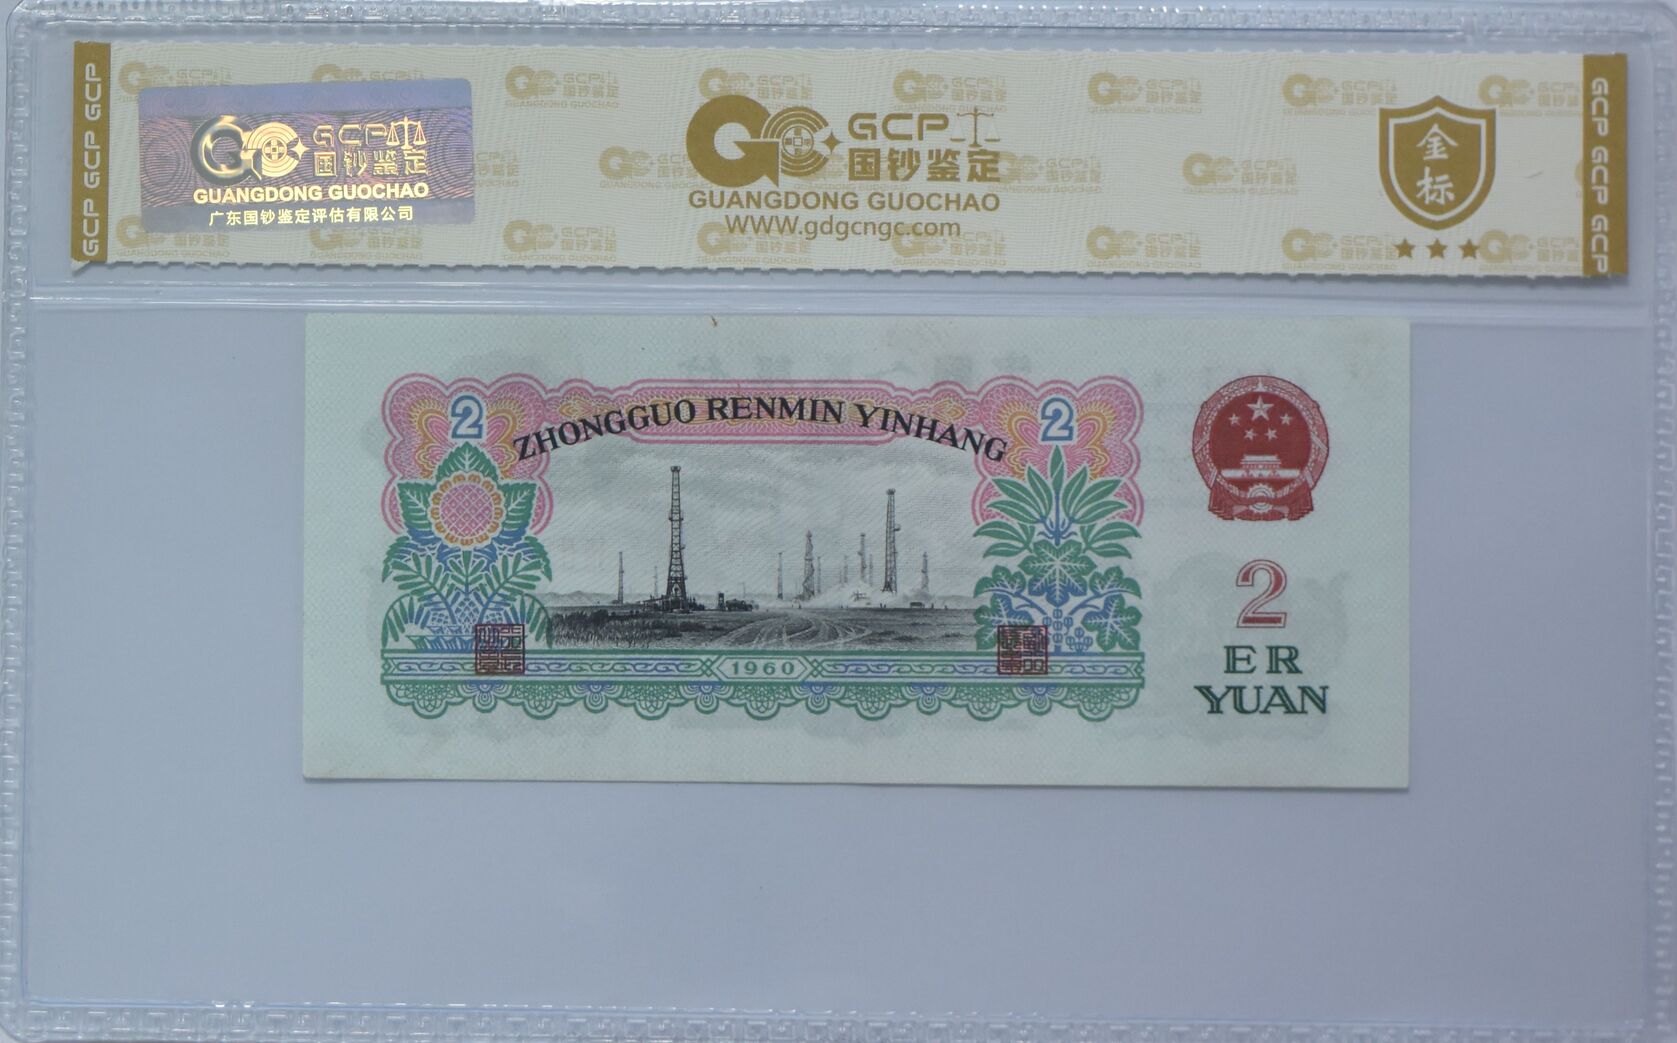 GCP GCP GCP
GCP
国钞鉴定
GUANGDONG GUOCHAO
广东国钞鉴定评估有限公司
GCP
国钞鉴定
GUANGDONG GUOCHAO
WWW.gdgcngc.com
金
标
GCP GCP GCP
2
ZHONGGUO RENMIN YINHANG
2
1960
2
ER
YUAN